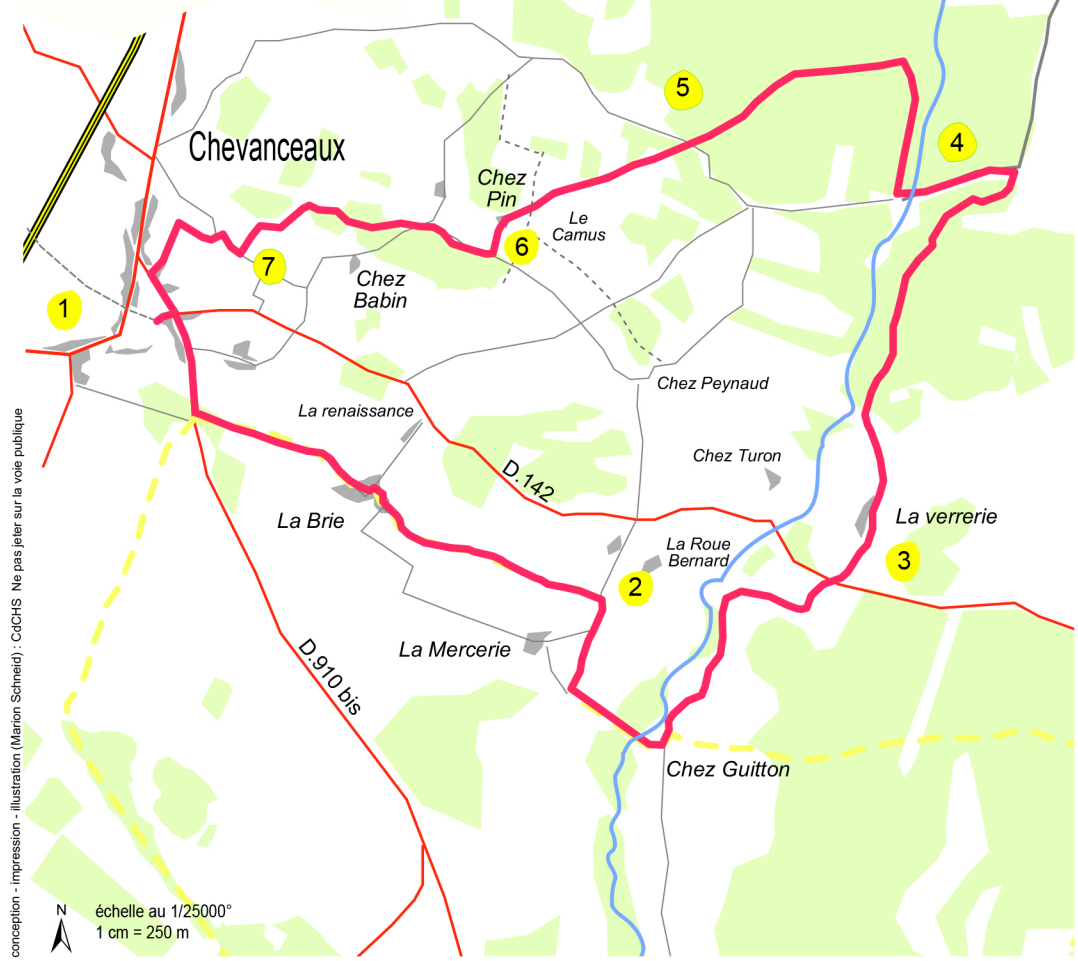 5
4
Chevanceaux
Chez
Pin
Le
Camus
6
7
Chez
Babin
1
Chez Peynaud
La renaissance
D.142
Chez Turon
La Brie
La verrerie
La Roue
Bernard
3
2
La Mercerie
D.910 bis
Chez Guitton
N
échelle au 1/25000°
1 cm = 250 m
conception - impression - illustration (Marion Schneid) : CdCHS Ne pas jeter sur la voie publique